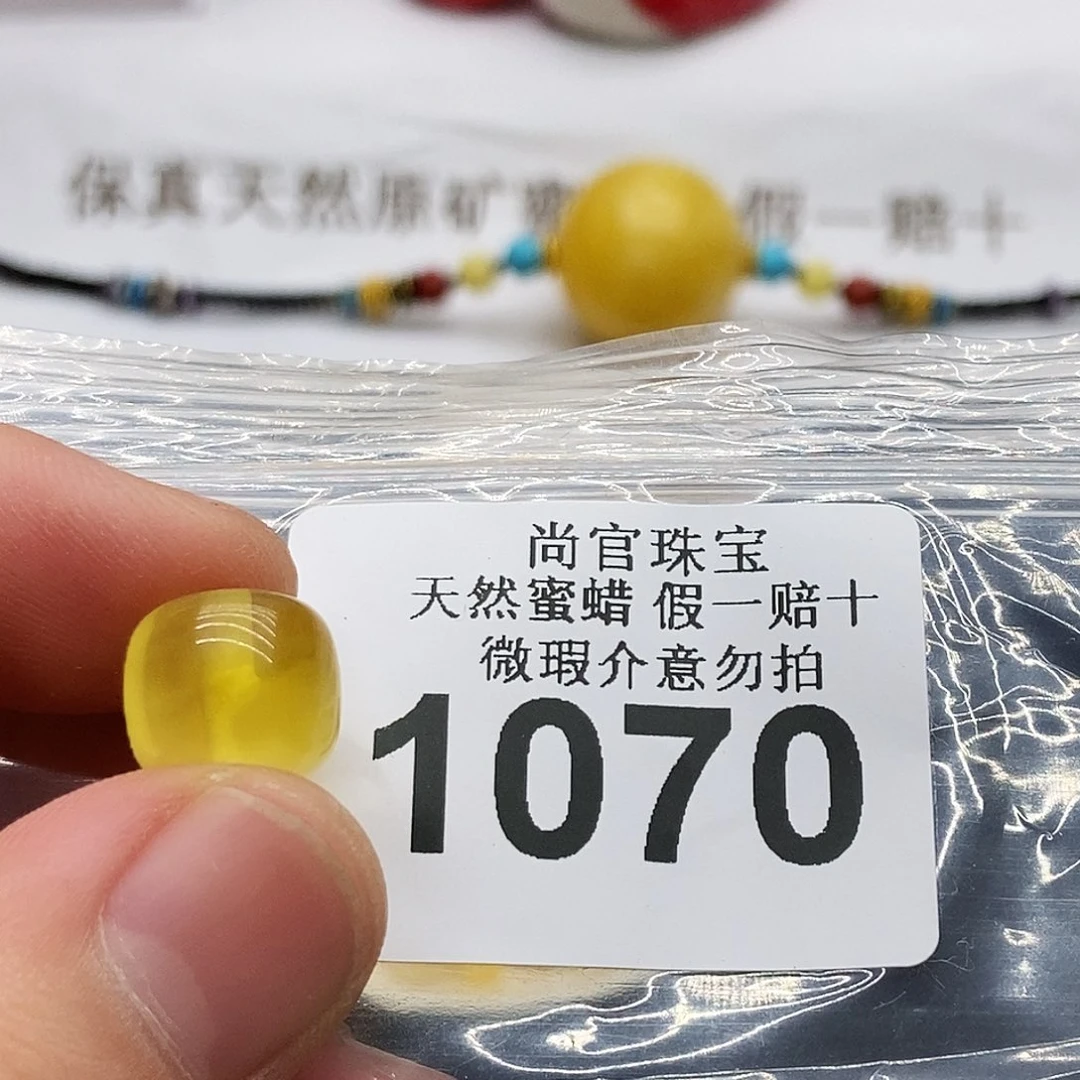 保真天然原矿蜜 假一赔十
尚官珠宝
天然蜜蜡 假一赔十
微瑕介意勿拍
1070